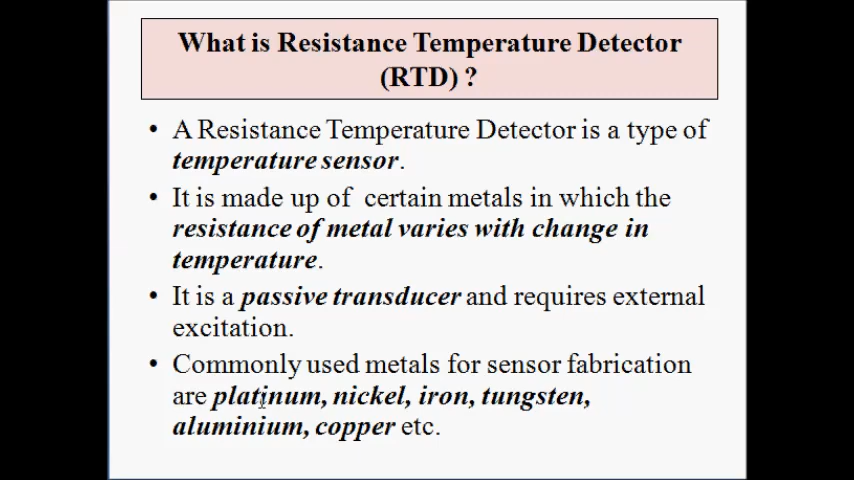 What is Resistance Temperature Detector
(RTD) ?
• A Resistance Temperature Detector is a type of
temperature sensor.
• It is made up of certain metals in which the
resistance of metal varies with change in
temperature.
• It is a passive transducer and requires external
excitation.
• Commonly used metals for sensor fabrication
are platinum, nickel, iron, tungsten,
aluminium, copper etc.